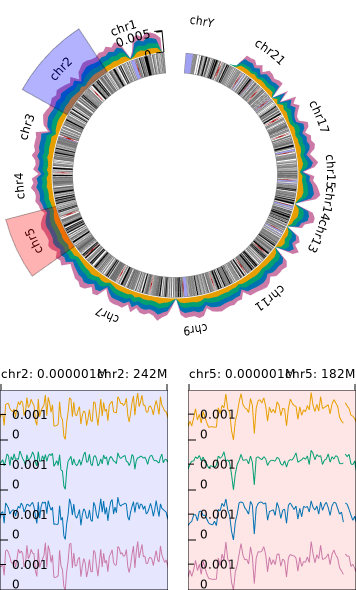 chrY
chr1
0.005
0
chr21
chr2
chr17
chr3
chr15
chr4
chr14
chr13
chr5
chr11
chr7
chr9
chr2: 0.000001M
chr2: 242M
chr5: 0.000001M
chr5: 182M
0.001
0
0.001
0
0.001
0
0.001
0
0.001
0
0.001
0
0.001
0
0.001
0